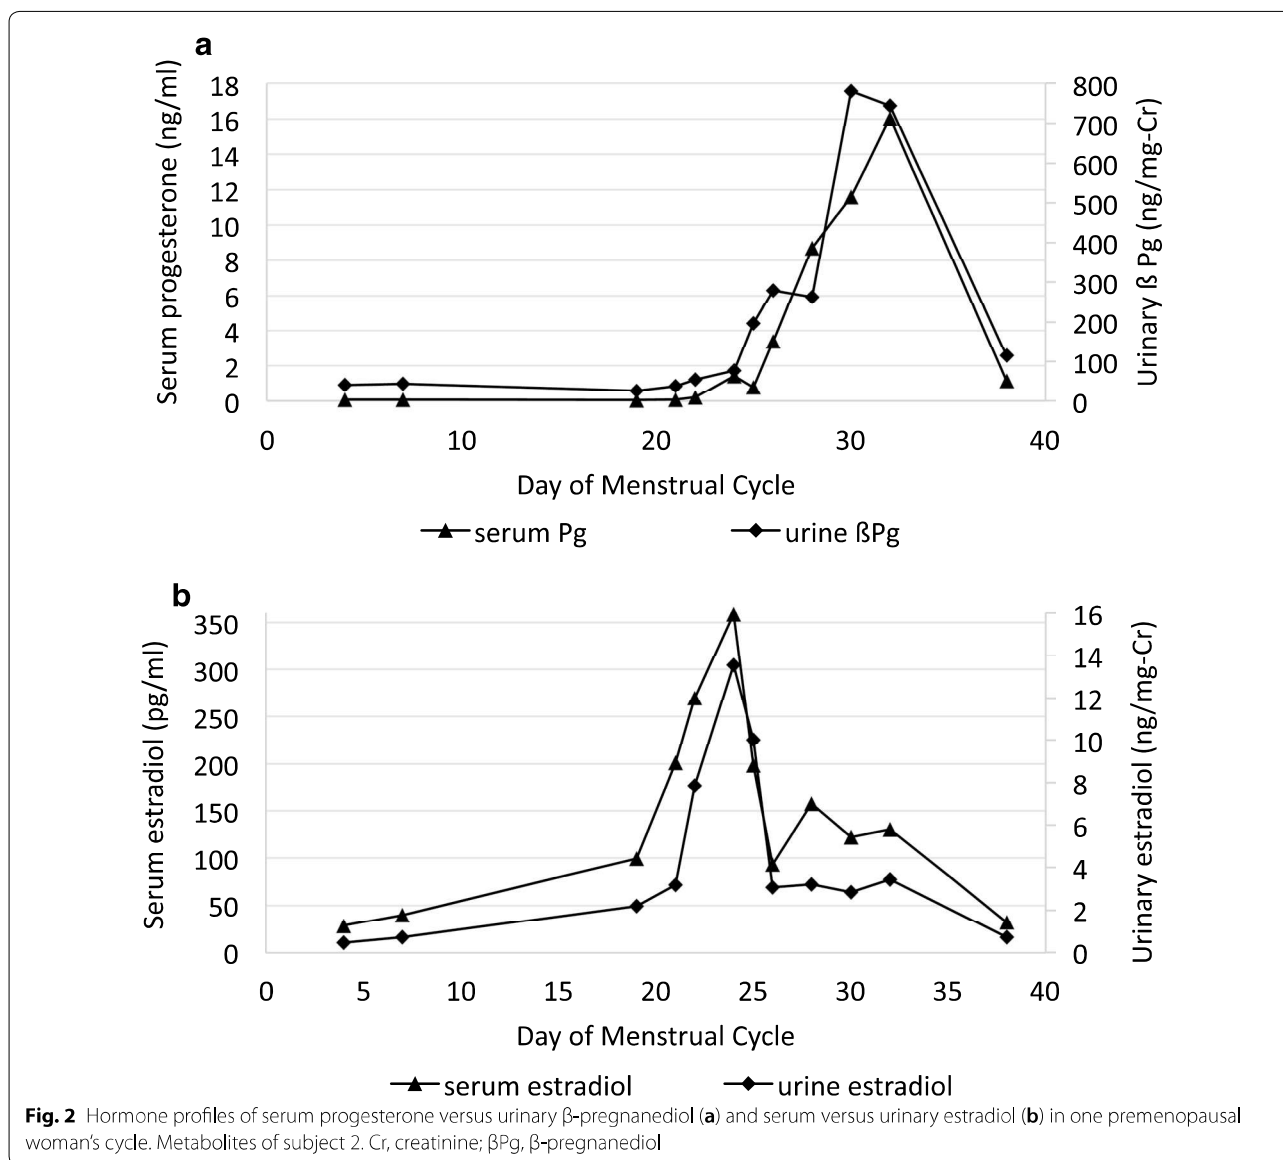 a
Serum progesterone (ng/ml)
18
16
14
12
10
8
6
4
2
0
800
700
600
500
400
300
200
100
0
Urinary ß Pg (ng/mg-Cr)
0 10 20 30 40
Day of Menstrual Cycle
serum Pg urine ßPg
b
Serum estradiol (pg/ml)
350
300
250
200
150
100
50
0
16
14
12
10
8
6
4
2
0
Urinary estradiol (ng/mg-Cr)
0 5 10 15 20 25 30 35 40
Day of Menstrual Cycle
serum estradiol urine estradiol
Fig. 2 Hormone profiles of serum progesterone versus urinary β-pregnanediol (a) and serum versus urinary estradiol (b) in one premenopausal
woman's cycle. Metabolites of subject 2. Cr, creatinine; βPg, β-pregnanediol